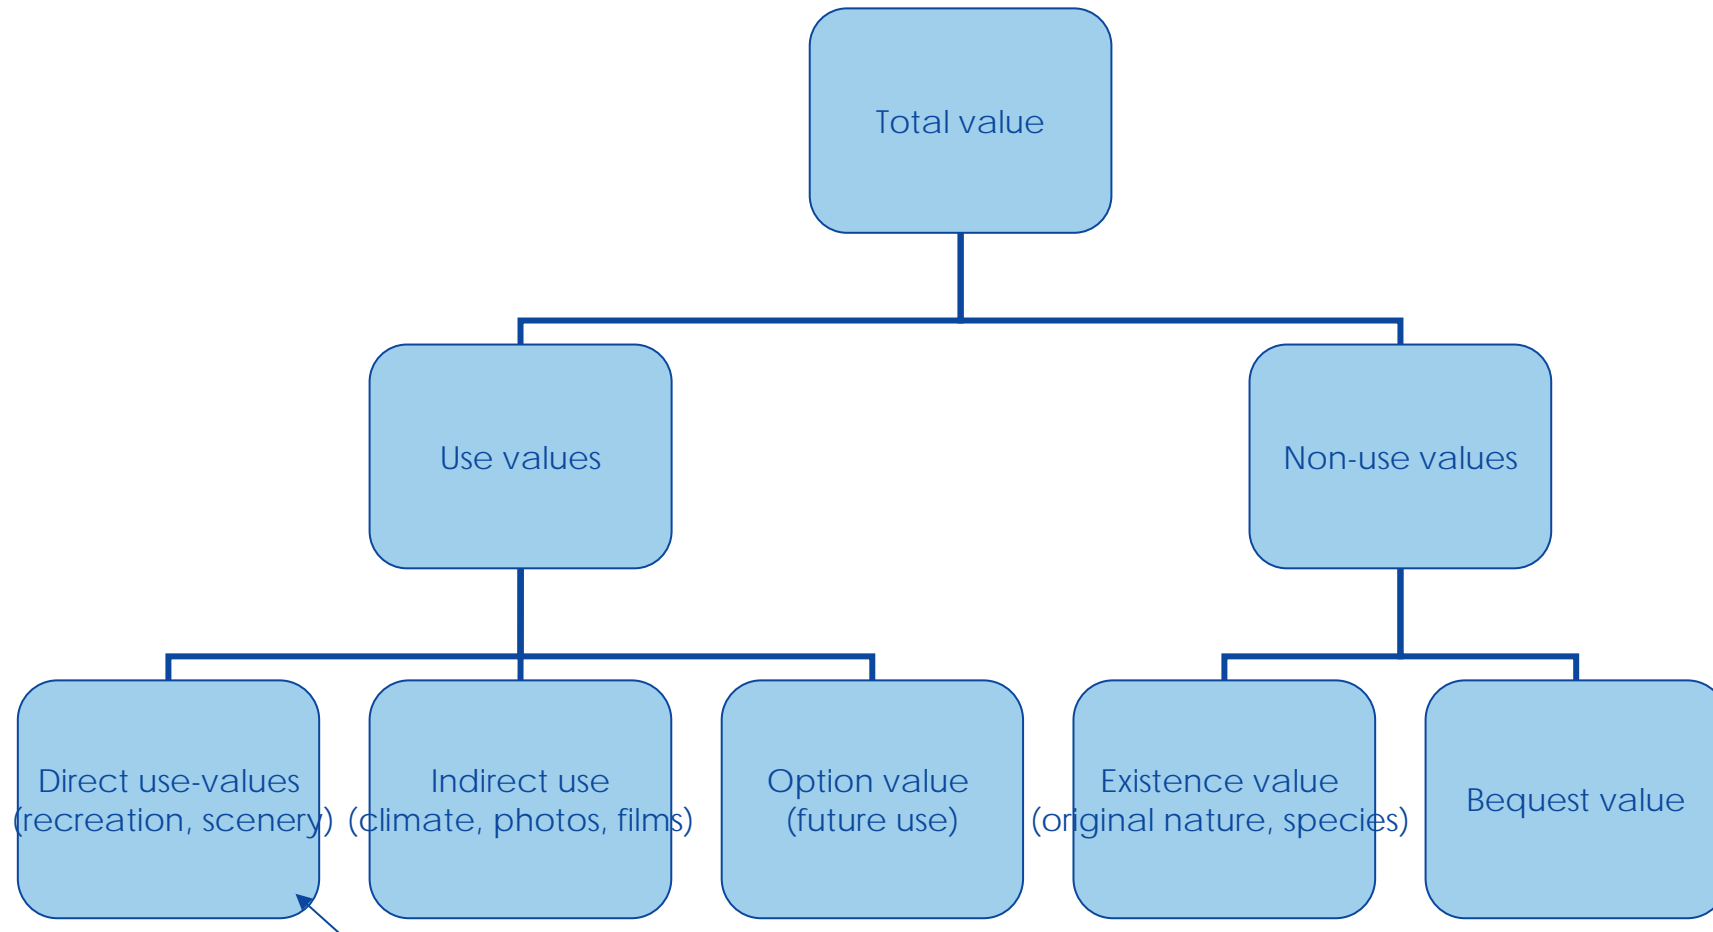 Total value
Use values
Non-use values
Direct use-values
(recreation, scenery)
Indirect use
(climate, photos, films)
Option value
(future use)
Existence value
(original nature, species)
Bequest value